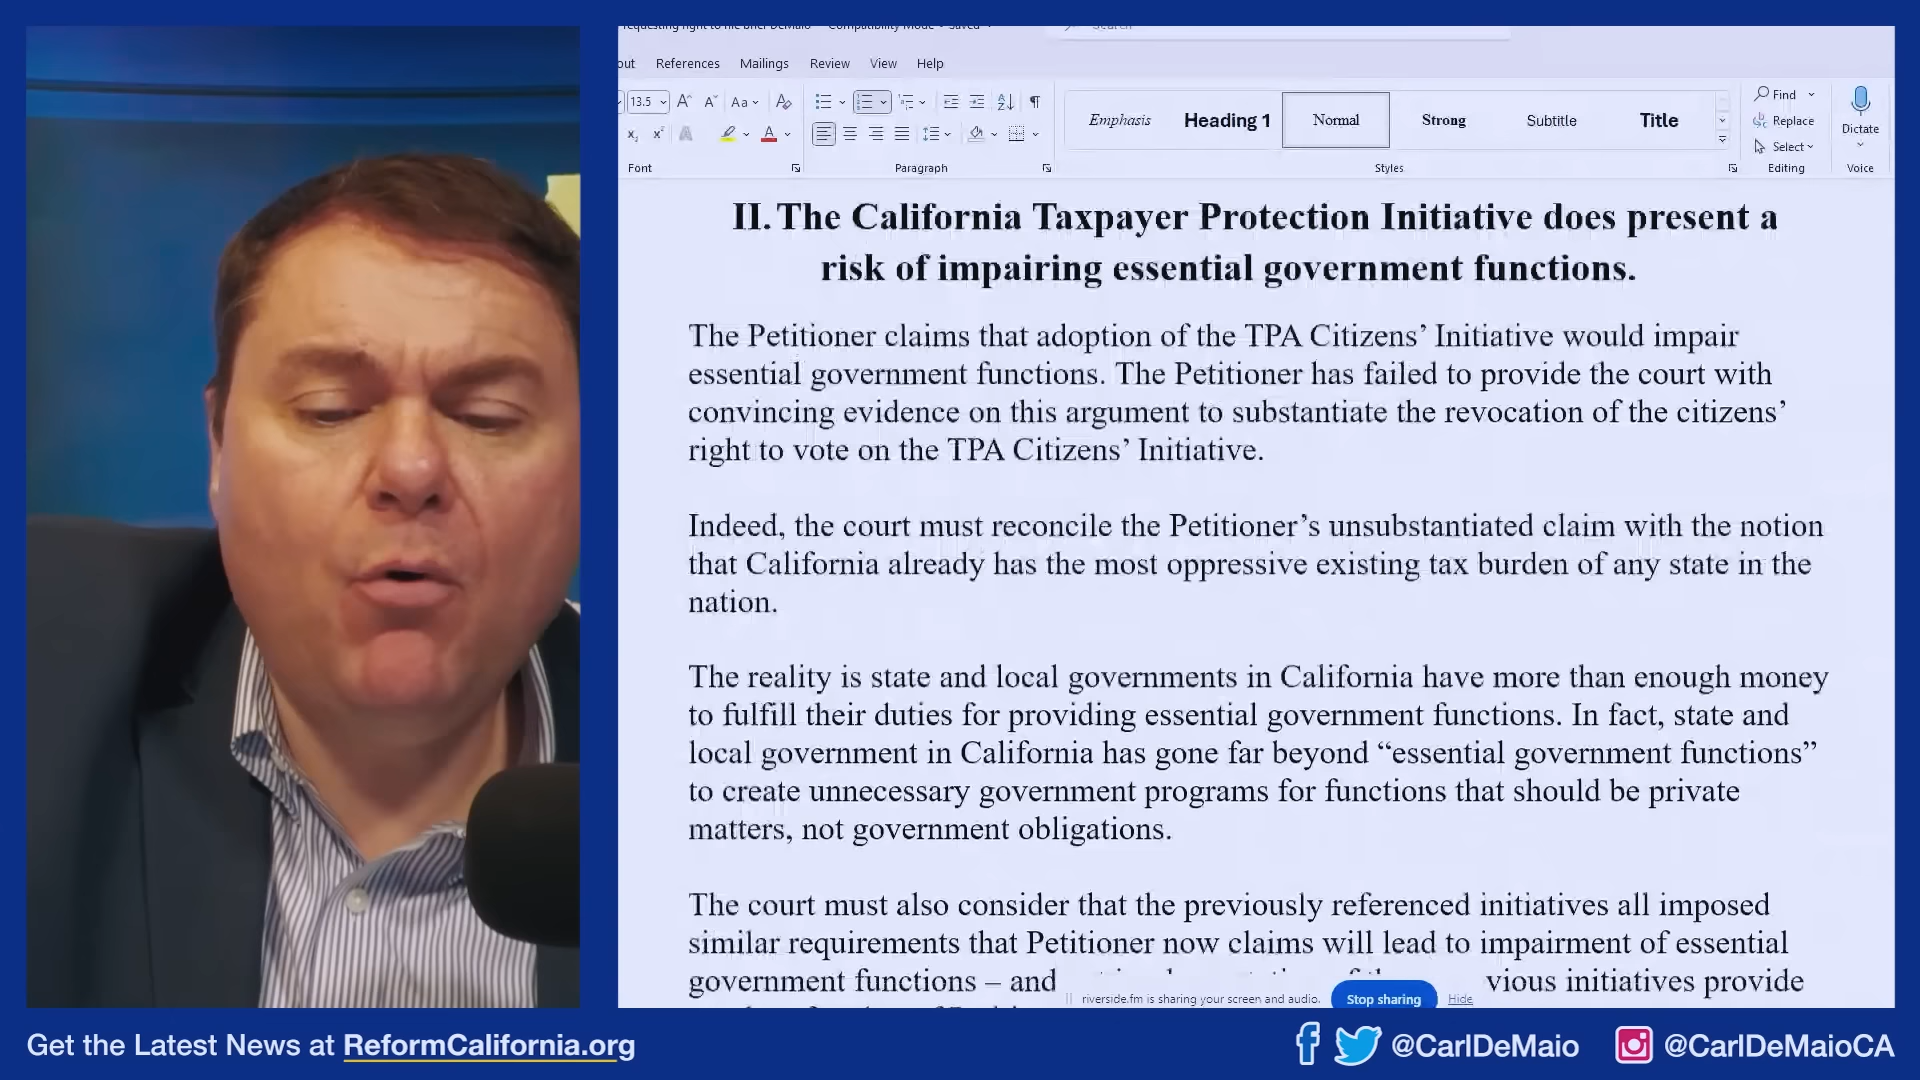 Compatibility Mode
Saved
Search
out References Mailings Review View Help
13.5
Aa
Emphasis Heading 1 Normal Strong Subtitle Title
Find
Replace
Select
Dictate
Font Paragraph Styles Editing Voice
II. The California Taxpayer Protection Initiative does present a
risk of impairing essential government functions.
The Petitioner claims that adoption of the TPA Citizens’ Initiative would impair
essential government functions. The Petitioner has failed to provide the court with
convincing evidence on this argument to substantiate the revocation of the citizens’
right to vote on the TPA Citizens’ Initiative.
Indeed, the court must reconcile the Petitioner’s unsubstantiated claim with the notion
that California already has the most oppressive existing tax burden of any state in the
nation.
The reality is state and local governments in California have more than enough money
to fulfill their duties for providing essential government functions. In fact, state and
local government in California has gone far beyond “essential government functions”
to create unnecessary government programs for functions that should be private
matters, not government obligations.
The court must also consider that the previously referenced initiatives all imposed
similar requirements that Petitioner now claims will lead to impairment of essential
government functions – and vious initiatives provide
riverside.fm is sharing your screen and audio. Stop sharing Hide
Get the Latest News at ReformCalifornia.org
@CarlDeMaio @CarlDeMaioCA